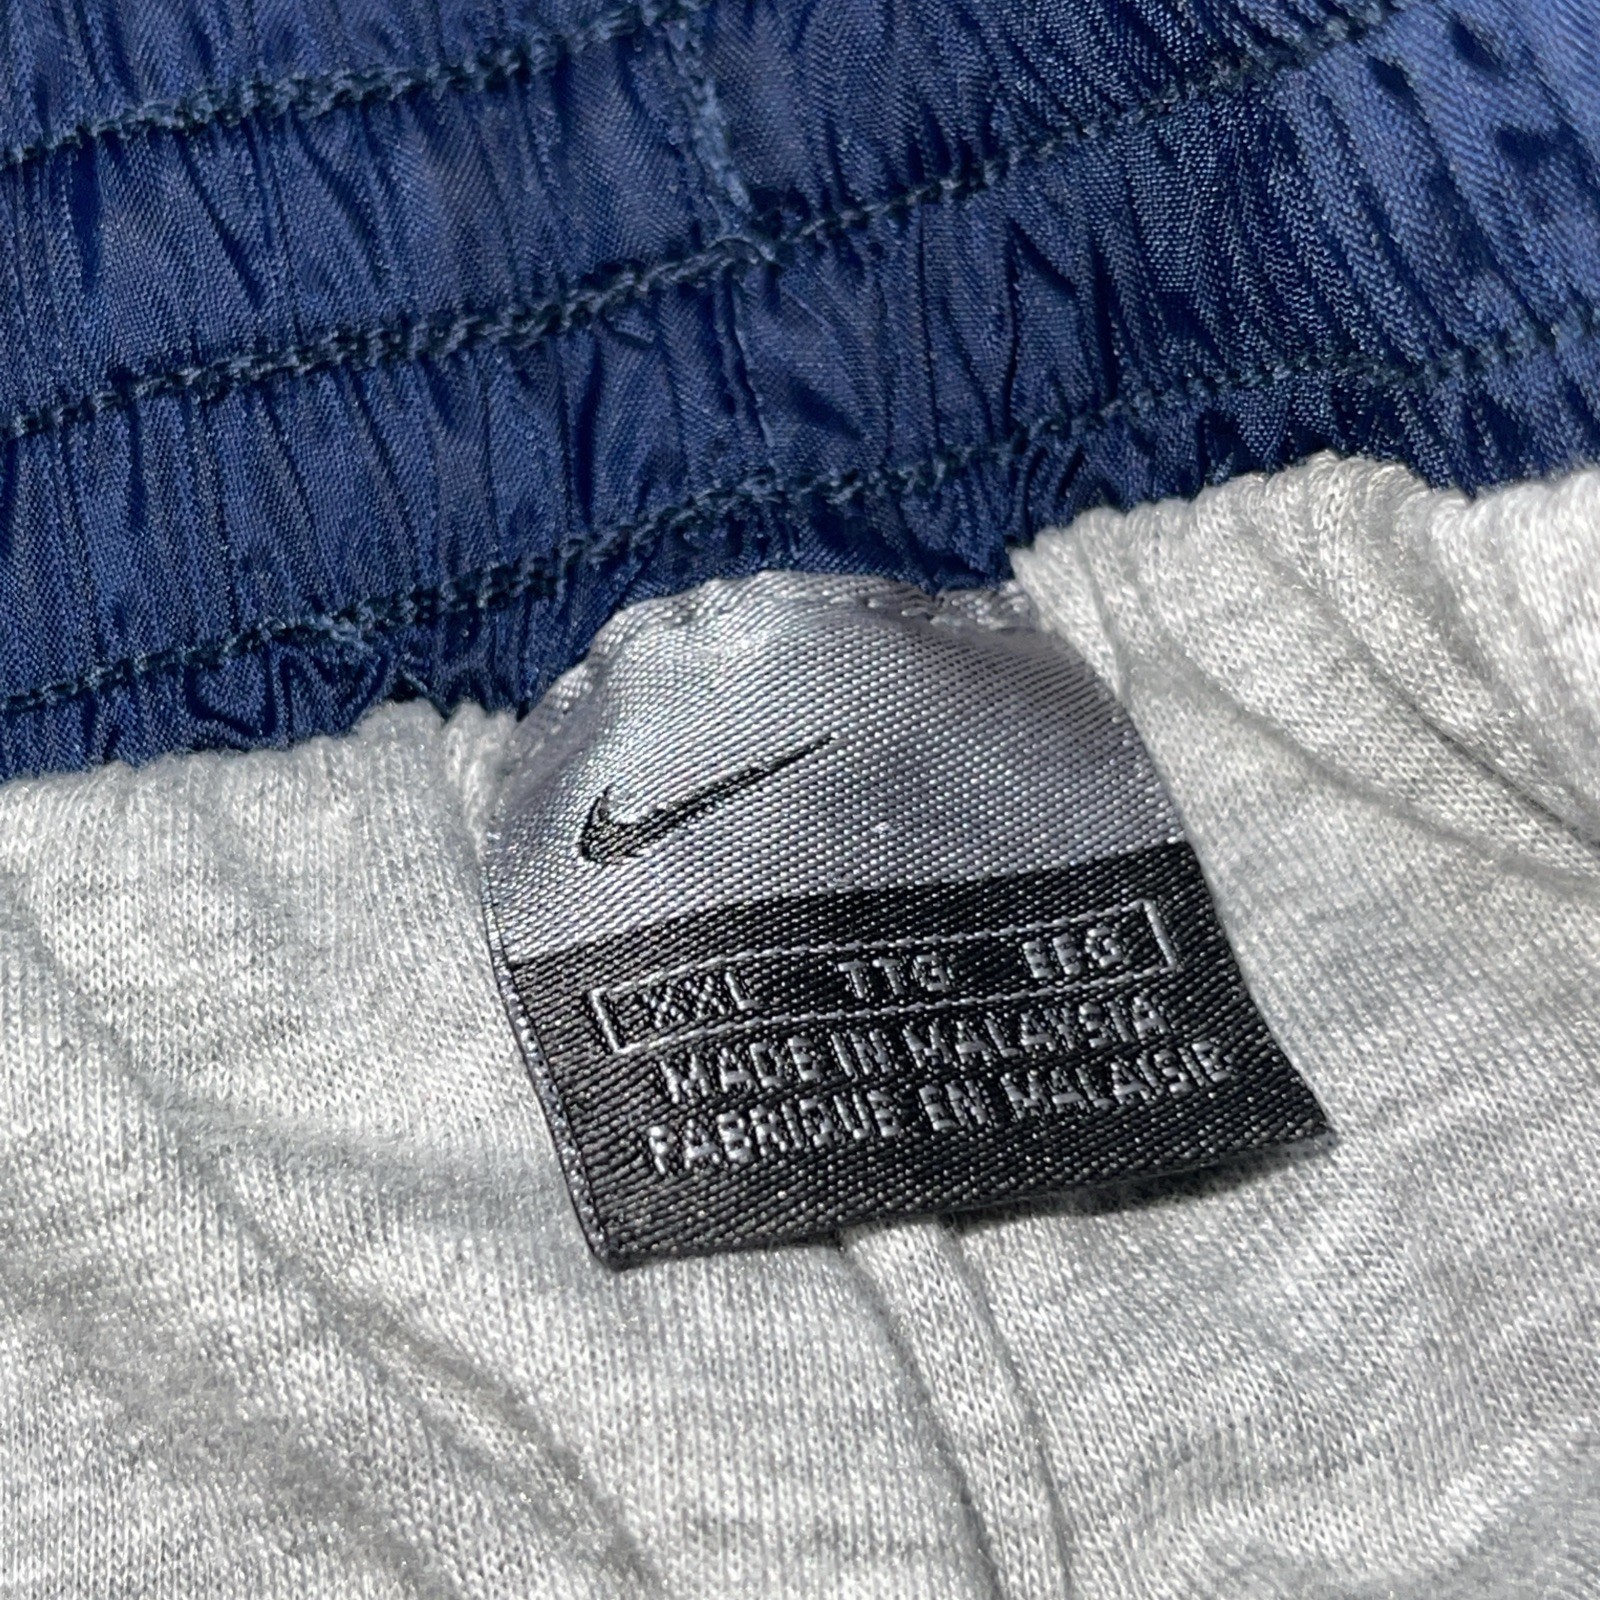 XXL TTG EEG
MADE IN MALAYSIA
FABRIQUE EN MALAISIE